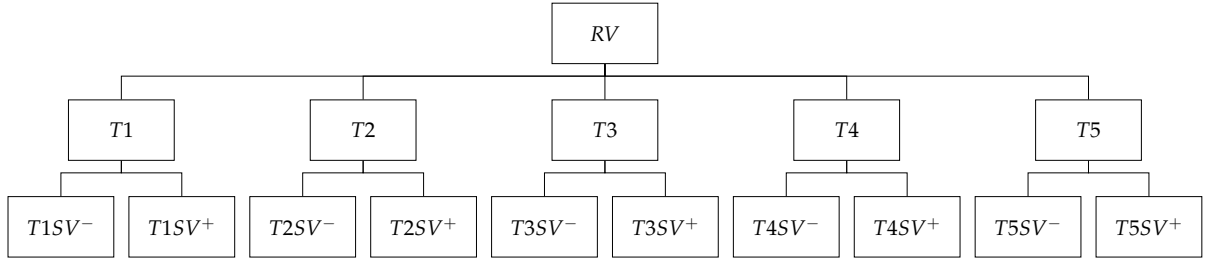 RV
T1 T2 T3 T4 T5
T1SV⁻ T1SV⁺ T2SV⁻ T2SV⁺ T3SV⁻ T3SV⁺ T4SV⁻ T4SV⁺ T5SV⁻ T5SV⁺